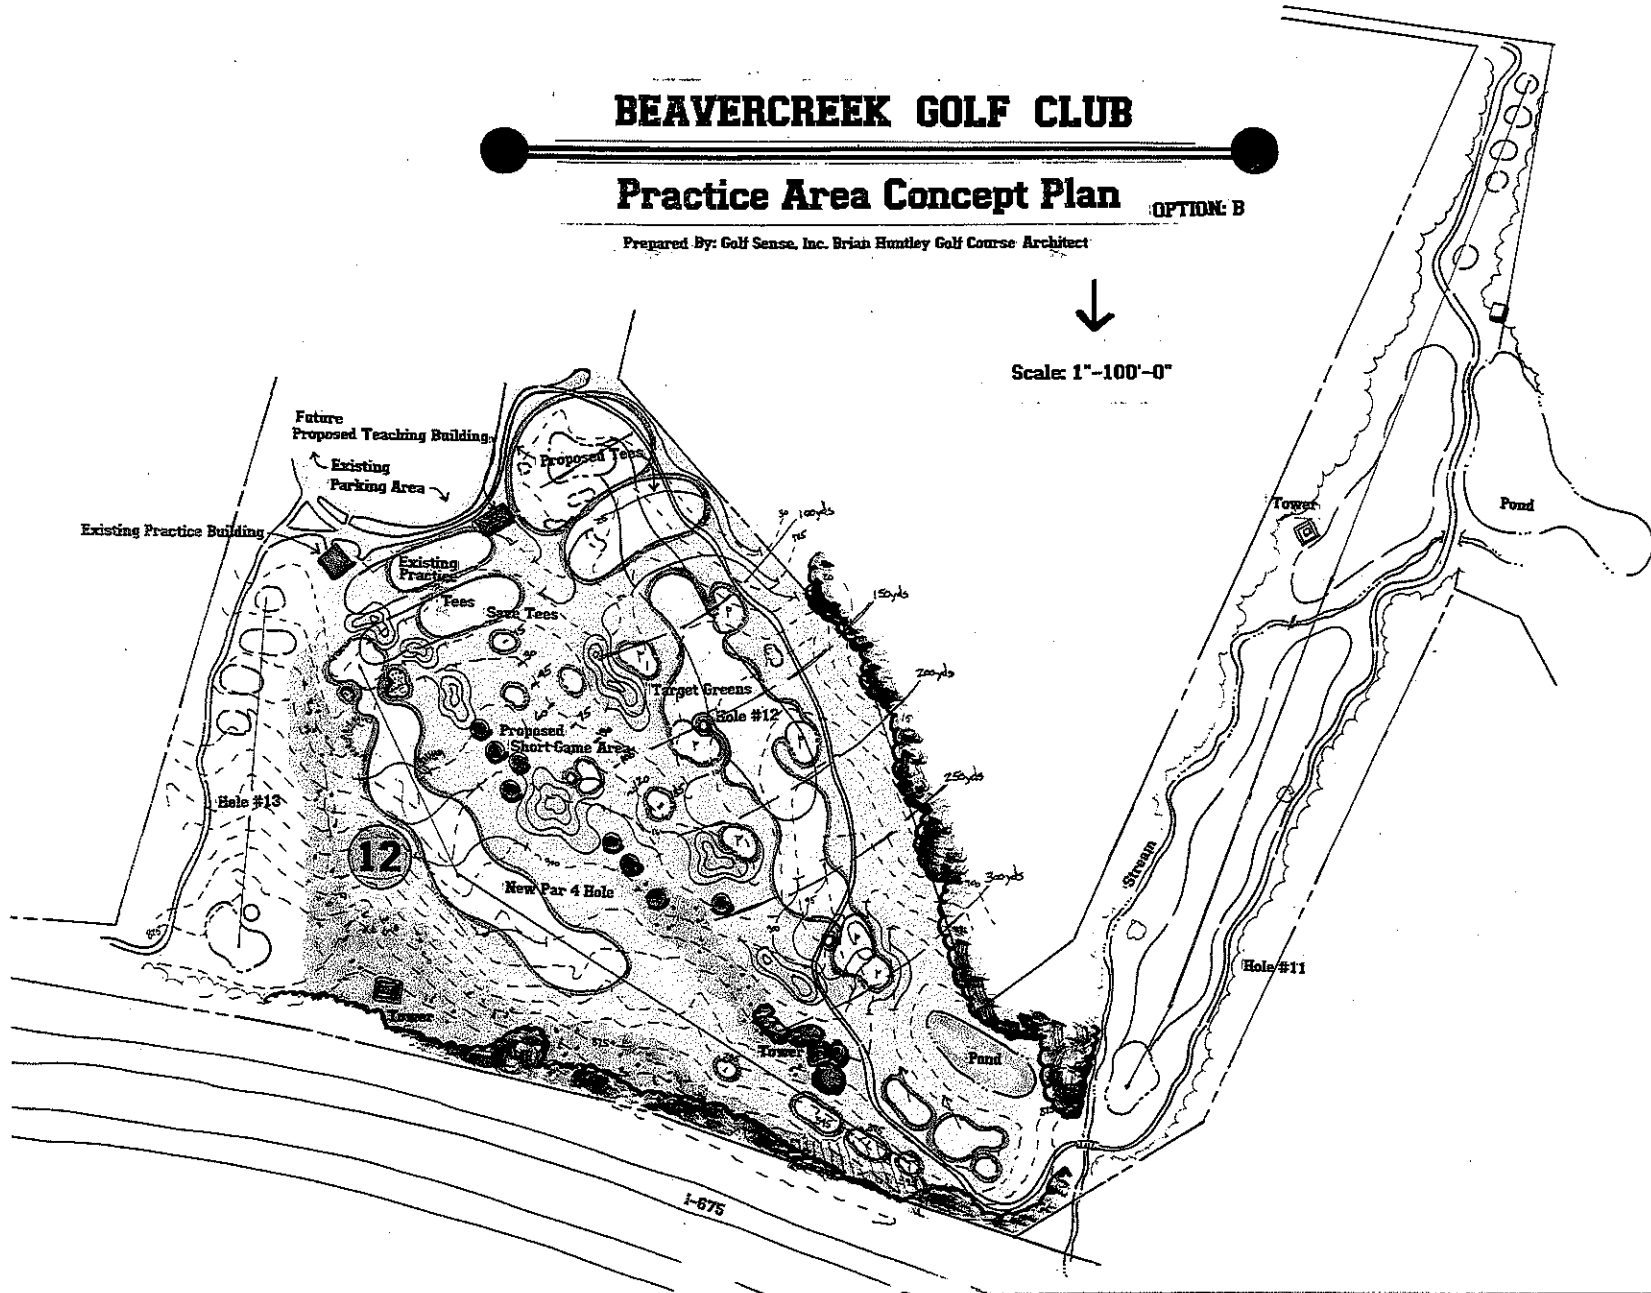 BEAVERCREEK GOLF CLUB
Practice Area Concept Plan
OPTION: B
Prepared By: Golf Sense, Inc. Brian Huntley Golf Course Architect
Scale: 1"-100'-0"
Future
Proposed Teaching Building
Existing
Parking Area
Existing Practice Building
Proposed Tees
Existing
Practice
Tees
Save Tees
Target Greens
Hole #12
Proposed
Short Game Area
Hole #13
12
New Par 4 Hole
Tower
Tower
Pond
I-675
30
100yds
150yds
200yds
250yds
300yds
Tower
Pond
Stream
Hole #11